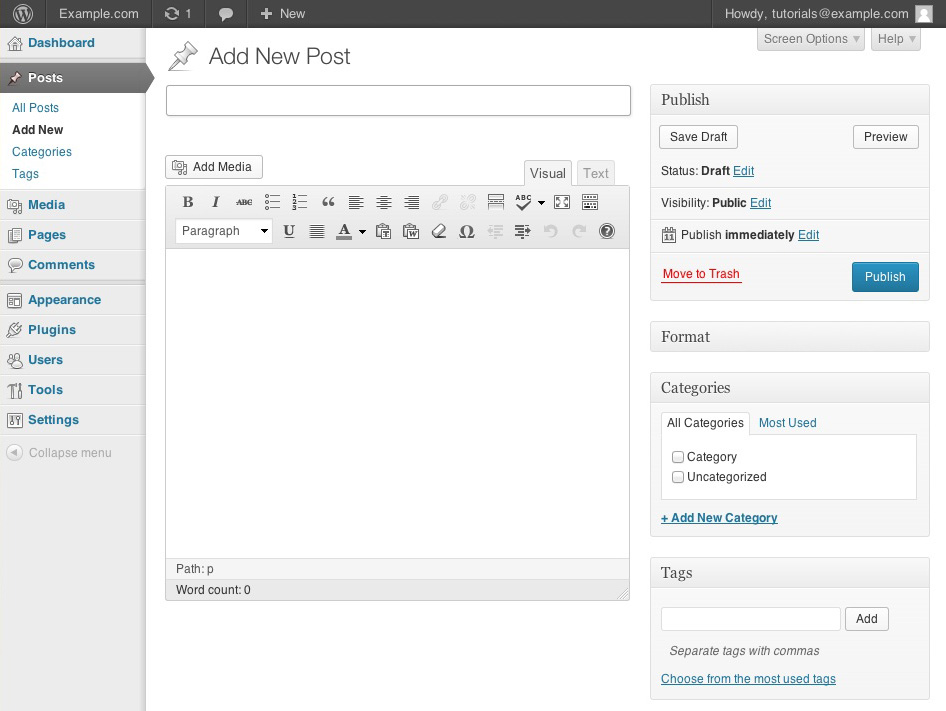 Example.com 1 New Howdy, tutorials@example.com
Screen Options Help
Dashboard
Posts
All Posts
Add New
Categories
Tags
Media
Pages
Comments
Appearance
Plugins
Users
Tools
Settings
Collapse menu
Add New Post
Add Media
Visual Text
B I ABC ABC
Paragraph U A T W Ω ?
Path: p
Word count: 0
Publish
Save Draft Preview
Status: Draft Edit
Visibility: Public Edit
11 Publish immediately Edit
Move to Trash Publish
Format
Categories
All Categories Most Used
Category
Uncategorized
+ Add New Category
Tags
Add
Separate tags with commas
Choose from the most used tags